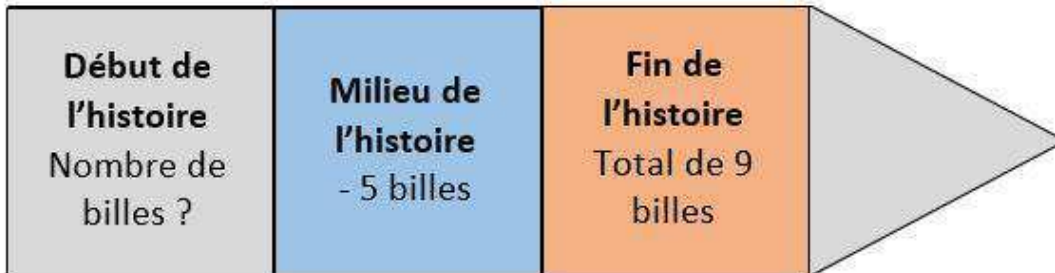 Début de
l'histoire
Nombre de
billes ?
Milieu de
l'histoire
- 5 billes
Fin de
l'histoire
Total de 9
billes